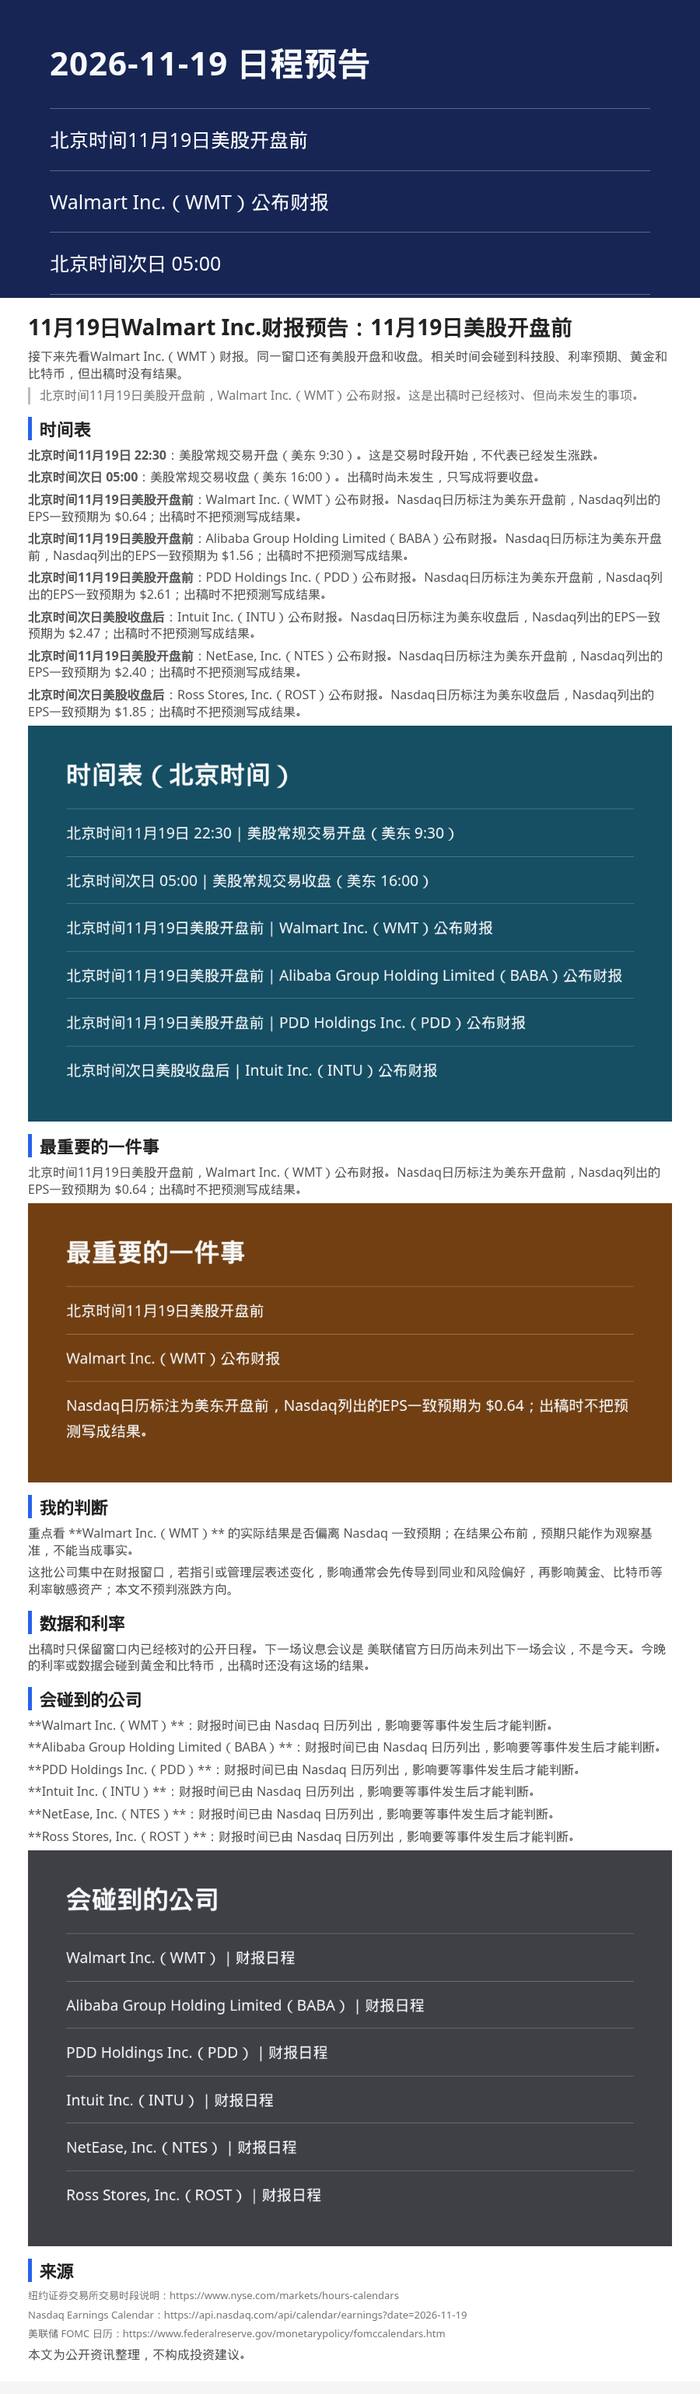 2026-11-19 日程预告
北京时间11月19日美股开盘前
Walmart Inc.（WMT）公布财报
北京时间次日 05:00
11月19日Walmart Inc.财报预告：11月19日美股开盘前
接下来先看Walmart Inc.（WMT）财报。同一窗口还有美股开盘和收盘。相关时间会碰到科技股、利率预期、黄金和
比特币，但出稿时没有结果。
北京时间11月19日美股开盘前，Walmart Inc.（WMT）公布财报。这是出稿时已经核对、但尚未发生的事项。
时间表
北京时间11月19日 22:30：美股常规交易开盘（美东 9:30）。这是交易时段开始，不代表已经发生涨跌。
北京时间次日 05:00：美股常规交易收盘（美东 16:00）。出稿时尚未发生，只写成将要收盘。
北京时间11月19日美股开盘前：Walmart Inc.（WMT）公布财报。Nasdaq日历标注为美东开盘前，Nasdaq列出的
EPS一致预期为 $0.64；出稿时不把预测写成结果。
北京时间11月19日美股开盘前：Alibaba Group Holding Limited（BABA）公布财报。Nasdaq日历标注为美东开盘
前，Nasdaq列出的EPS一致预期为 $1.56；出稿时不把预测写成结果。
北京时间11月19日美股开盘前：PDD Holdings Inc.（PDD）公布财报。Nasdaq日历标注为美东开盘前，Nasdaq列
出的EPS一致预期为 $2.61；出稿时不把预测写成结果。
北京时间次日美股收盘后：Intuit Inc.（INTU）公布财报。Nasdaq日历标注为美东收盘后，Nasdaq列出的EPS一致
预期为 $2.47；出稿时不把预测写成结果。
北京时间11月19日美股开盘前：NetEase, Inc.（NTES）公布财报。Nasdaq日历标注为美东开盘前，Nasdaq列出的
EPS一致预期为 $2.40；出稿时不把预测写成结果。
北京时间次日美股收盘后：Ross Stores, Inc.（ROST）公布财报。Nasdaq日历标注为美东收盘后，Nasdaq列出的
EPS一致预期为 $1.85；出稿时不把预测写成结果。
时间表（北京时间）
北京时间11月19日 22:30｜美股常规交易开盘（美东 9:30）
北京时间次日 05:00｜美股常规交易收盘（美东 16:00）
北京时间11月19日美股开盘前｜Walmart Inc.（WMT）公布财报
北京时间11月19日美股开盘前｜Alibaba Group Holding Limited（BABA）公布财报
北京时间11月19日美股开盘前｜PDD Holdings Inc.（PDD）公布财报
北京时间次日美股收盘后｜Intuit Inc.（INTU）公布财报
最重要的一件事
北京时间11月19日美股开盘前，Walmart Inc.（WMT）公布财报。Nasdaq日历标注为美东开盘前，Nasdaq列出的
EPS一致预期为 $0.64；出稿时不把预测写成结果。
最重要的一件事
北京时间11月19日美股开盘前
Walmart Inc.（WMT）公布财报
Nasdaq日历标注为美东开盘前，Nasdaq列出的EPS一致预期为 $0.64；出稿时不把预
测写成结果。
我的判断
重点看 **Walmart Inc.（WMT）** 的实际结果是否偏离 Nasdaq 一致预期；在结果公布前，预期只能作为观察基
准，不能当成事实。
这批公司集中在财报窗口，若指引或管理层表述变化，影响通常会先传导到同业和风险偏好，再影响黄金、比特币等
利率敏感资产；本文不预判涨跌方向。
数据和利率
出稿时只保留窗口内已经核对的公开日程。下一场议息会议是 美联储官方日历尚未列出下一场会议，不是今天。今晚
的利率或数据会碰到黄金和比特币，出稿时还没有这场的结果。
会碰到的公司
**Walmart Inc.（WMT）**：财报时间已由 Nasdaq 日历列出，影响要等事件发生后才能判断。
**Alibaba Group Holding Limited（BABA）**：财报时间已由 Nasdaq 日历列出，影响要等事件发生后才能判断。
**PDD Holdings Inc.（PDD）**：财报时间已由 Nasdaq 日历列出，影响要等事件发生后才能判断。
**Intuit Inc.（INTU）**：财报时间已由 Nasdaq 日历列出，影响要等事件发生后才能判断。
**NetEase, Inc.（NTES）**：财报时间已由 Nasdaq 日历列出，影响要等事件发生后才能判断。
**Ross Stores, Inc.（ROST）**：财报时间已由 Nasdaq 日历列出，影响要等事件发生后才能判断。
会碰到的公司
Walmart Inc.（WMT）｜财报日程
Alibaba Group Holding Limited（BABA）｜财报日程
PDD Holdings Inc.（PDD）｜财报日程
Intuit Inc.（INTU）｜财报日程
NetEase, Inc.（NTES）｜财报日程
Ross Stores, Inc.（ROST）｜财报日程
来源
纽约证券交易所交易时段说明：https://www.nyse.com/markets/hours-calendars
Nasdaq Earnings Calendar：https://api.nasdaq.com/api/calendar/earnings?date=2026-11-19
美联储 FOMC 日历：https://www.federalreserve.gov/monetarypolicy/fomccalendars.htm
本文为公开资讯整理，不构成投资建议。